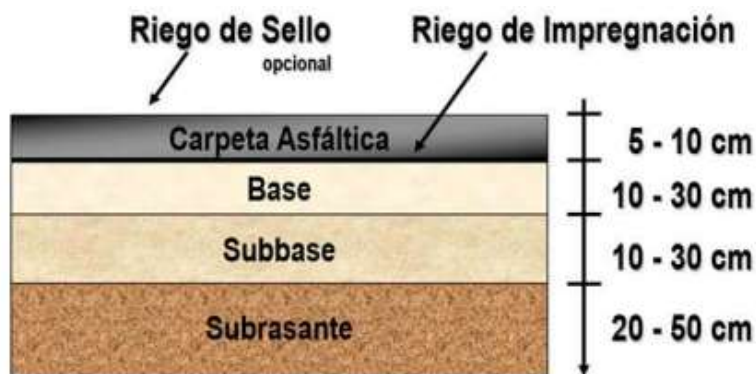 Riego de Sello
opcional
Riego de Impregnación
Carpeta Asfáltica
5 - 10 cm
Base
10 - 30 cm
Subbase
10 - 30 cm
Subrasante
20 - 50 cm